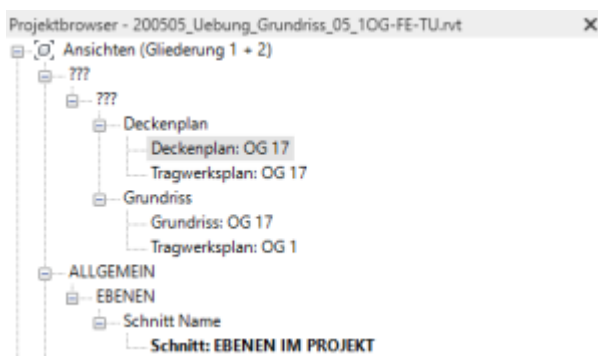 Projektbrowser - 200505_Uebung_Grundriss_05_1OG-FE-TU.rvt
Ansichten (Gliederung 1 + 2)
???
???
Deckenplan
Deckenplan: OG 17
Tragwerksplan: OG 17
Grundriss
Grundriss: OG 17
Tragwerksplan: OG 1
ALLGEMEIN
EBENEN
Schnitt Name
Schnitt: EBENEN IM PROJEKT